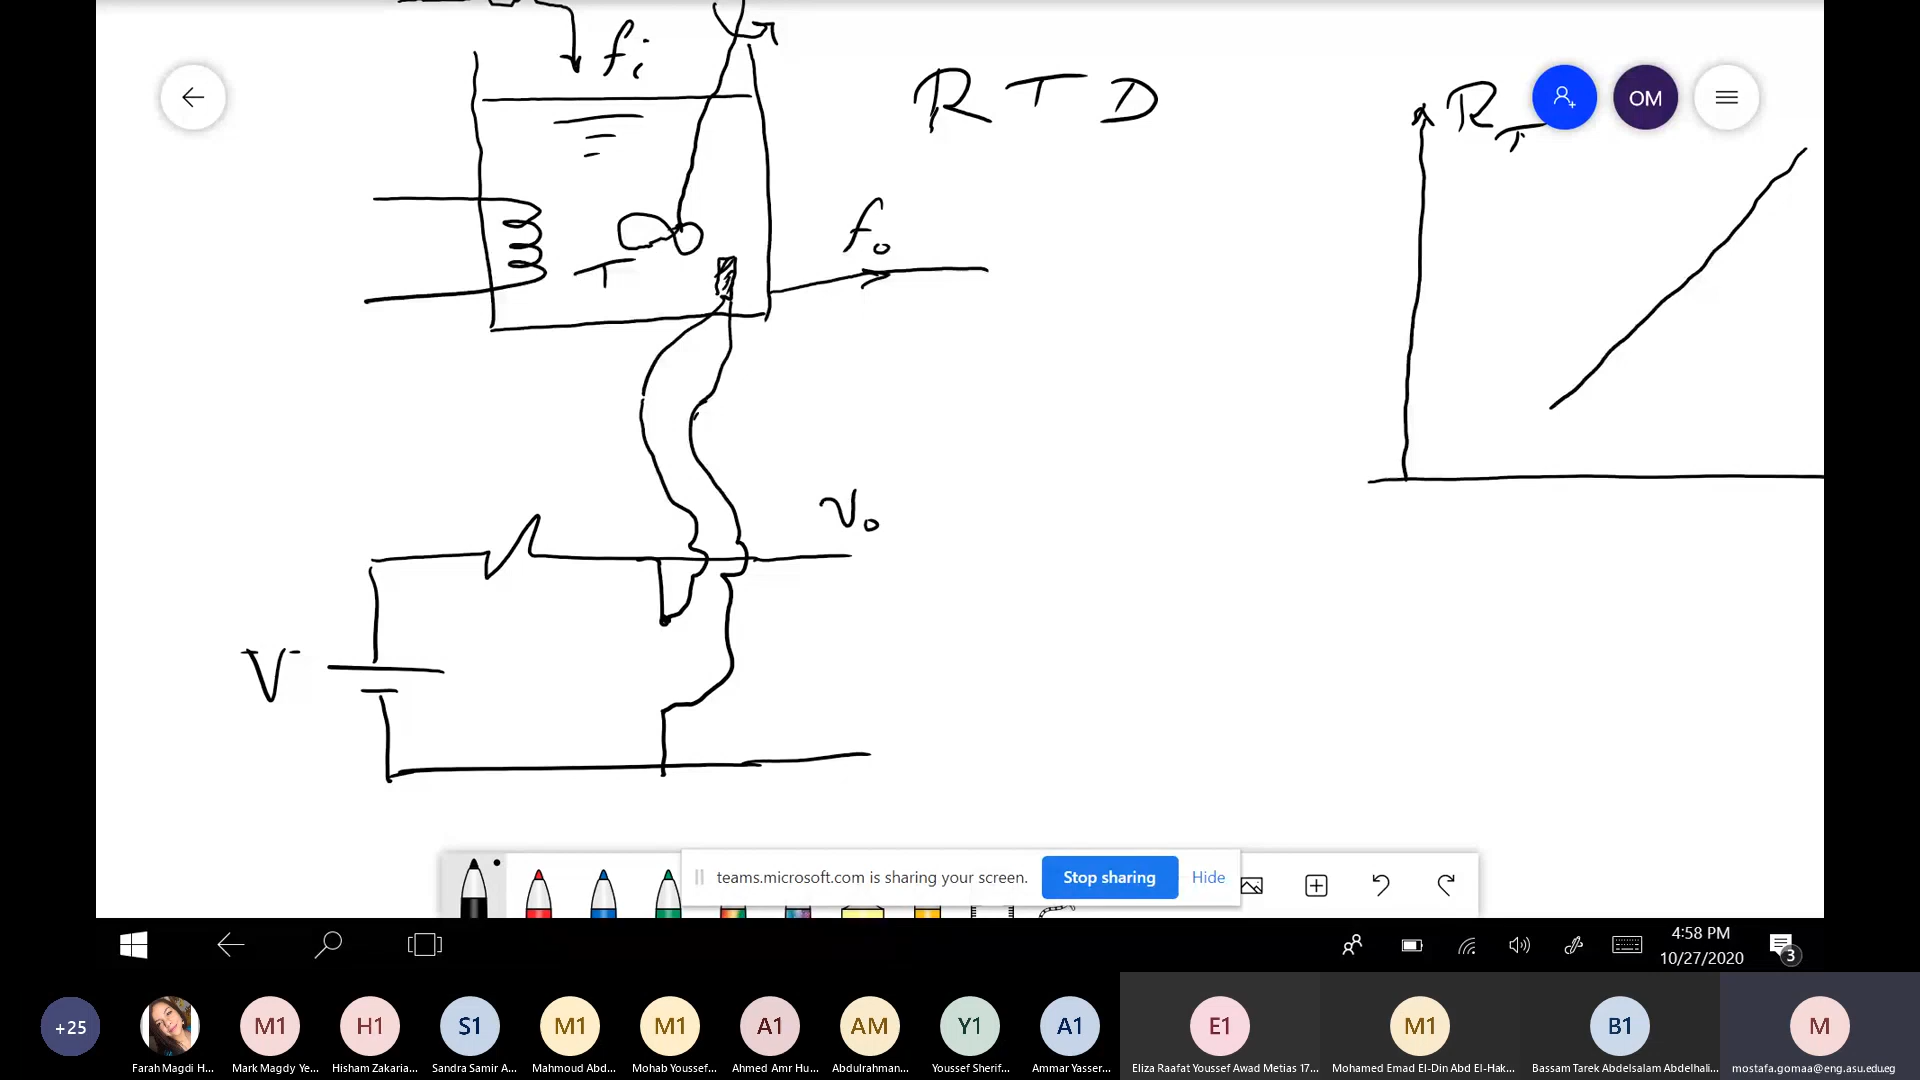 fi
RTD
RT
OM
fo
T
vo
V
teams.microsoft.com is sharing your screen.
Stop sharing
Hide
4:58 PM
10/27/2020
3
+25
M1
H1
S1
M1
M1
A1
AM
Y1
A1
E1
M1
B1
M
Farah Magdi H...
Mark Magdy Ye...
Hisham Zakaria...
Sandra Samir A...
Mahmoud Abd...
Mohab Youssef...
Ahmed Amr Hu...
Abdulrahman...
Youssef Sherif...
Ammar Yasser...
Eliza Raafat Youssef Awad Metias 17...
Mohamed Emad El-Din Abd El-Hak...
Bassam Tarek Abdelsalam Abdelhali...
mostafa.gomaa@eng.asu.edu.eg